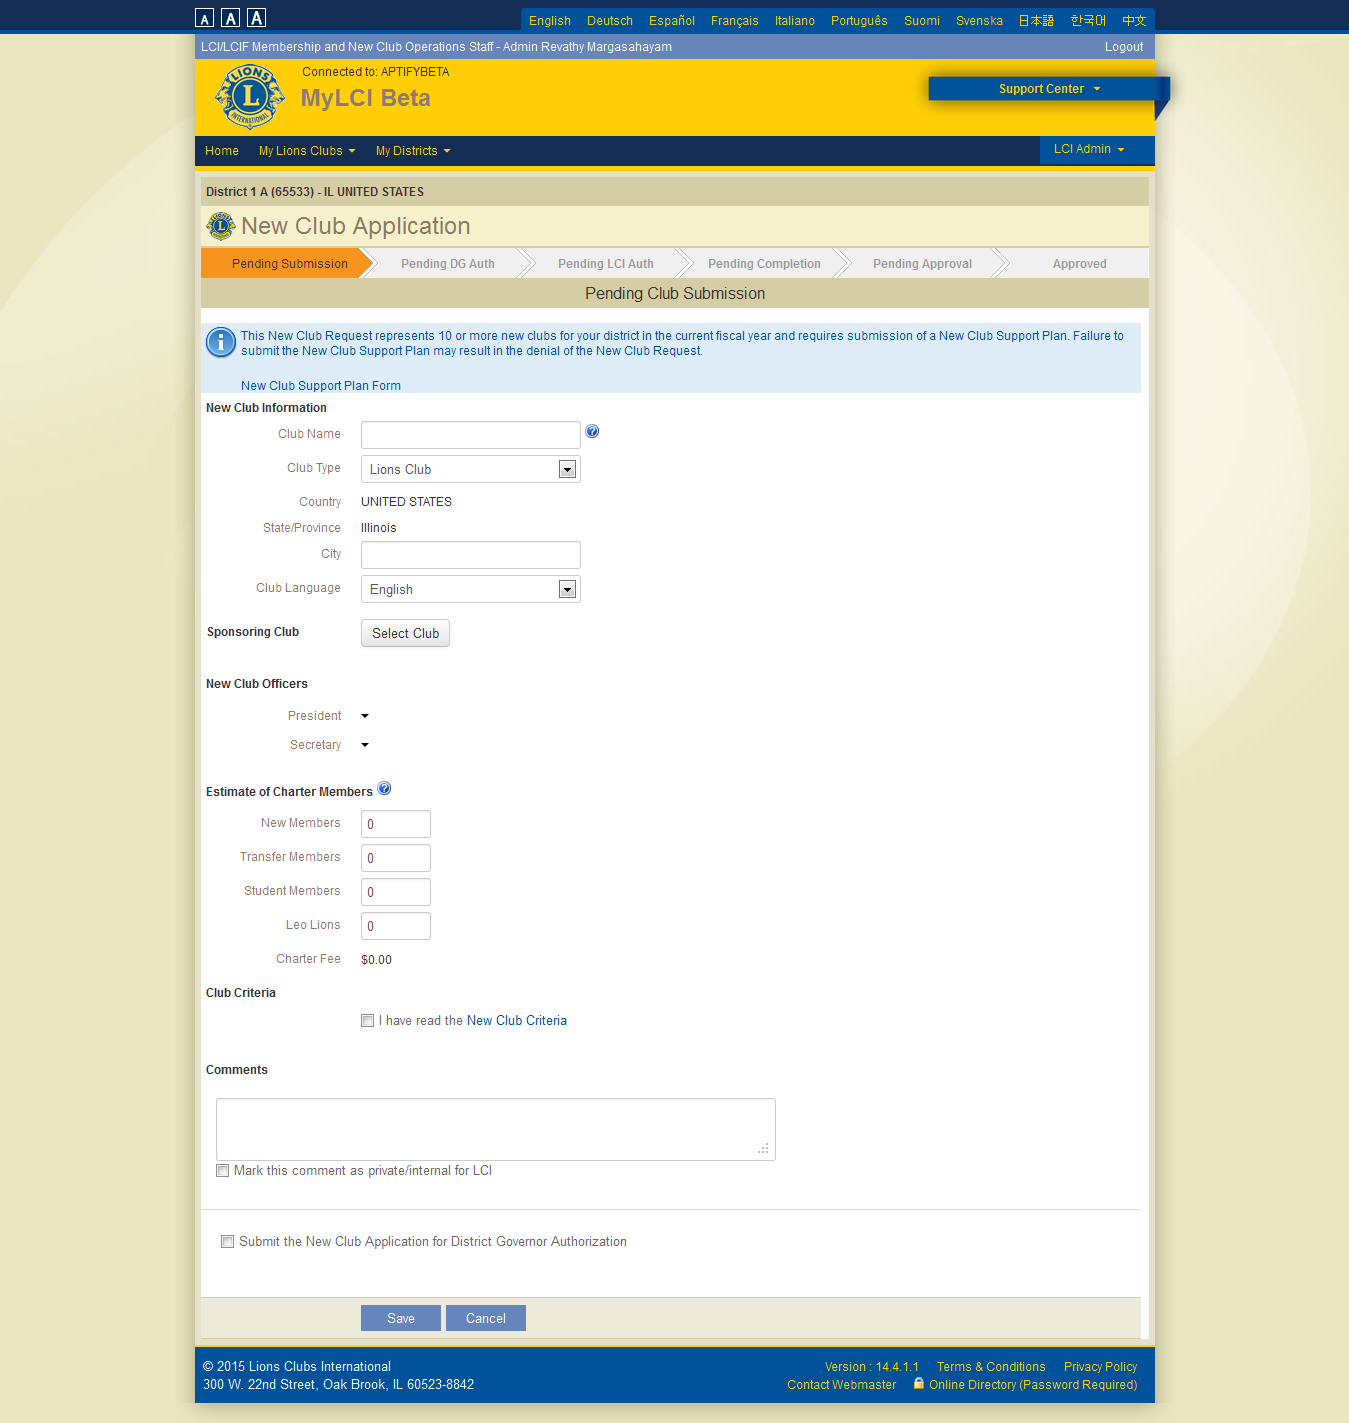 A A A English Deutsch Español Français Italiano Português Suomi Svenska 日本語 한국어 中文
LCI/LCIF Membership and New Club Operations Staff - Admin Revathy Margasahayam Logout
LIONS L INTERNATIONAL
Connected to: APTIFYBETA
MyLCI Beta
Support Center
Home My Lions Clubs My Districts LCI Admin
District 1 A (65533) - IL UNITED STATES
New Club Application
Pending Submission Pending DG Auth Pending LCI Auth Pending Completion Pending Approval Approved
Pending Club Submission
This New Club Request represents 10 or more new clubs for your district in the current fiscal year and requires submission of a New Club Support Plan. Failure to
submit the New Club Support Plan may result in the denial of the New Club Request.
New Club Support Plan Form
New Club Information
Club Name
Club Type Lions Club
Country UNITED STATES
State/Province Illinois
City
Club Language English
Sponsoring Club Select Club
New Club Officers
President
Secretary
Estimate of Charter Members
New Members 0
Transfer Members 0
Student Members 0
Leo Lions 0
Charter Fee $0.00
Club Criteria
I have read the New Club Criteria
Comments
Mark this comment as private/internal for LCI
Submit the New Club Application for District Governor Authorization
Save Cancel
© 2015 Lions Clubs International Version : 14.4.1.1 Terms & Conditions Privacy Policy
300 W. 22nd Street, Oak Brook, IL 60523-8842 Contact Webmaster Online Directory (Password Required)